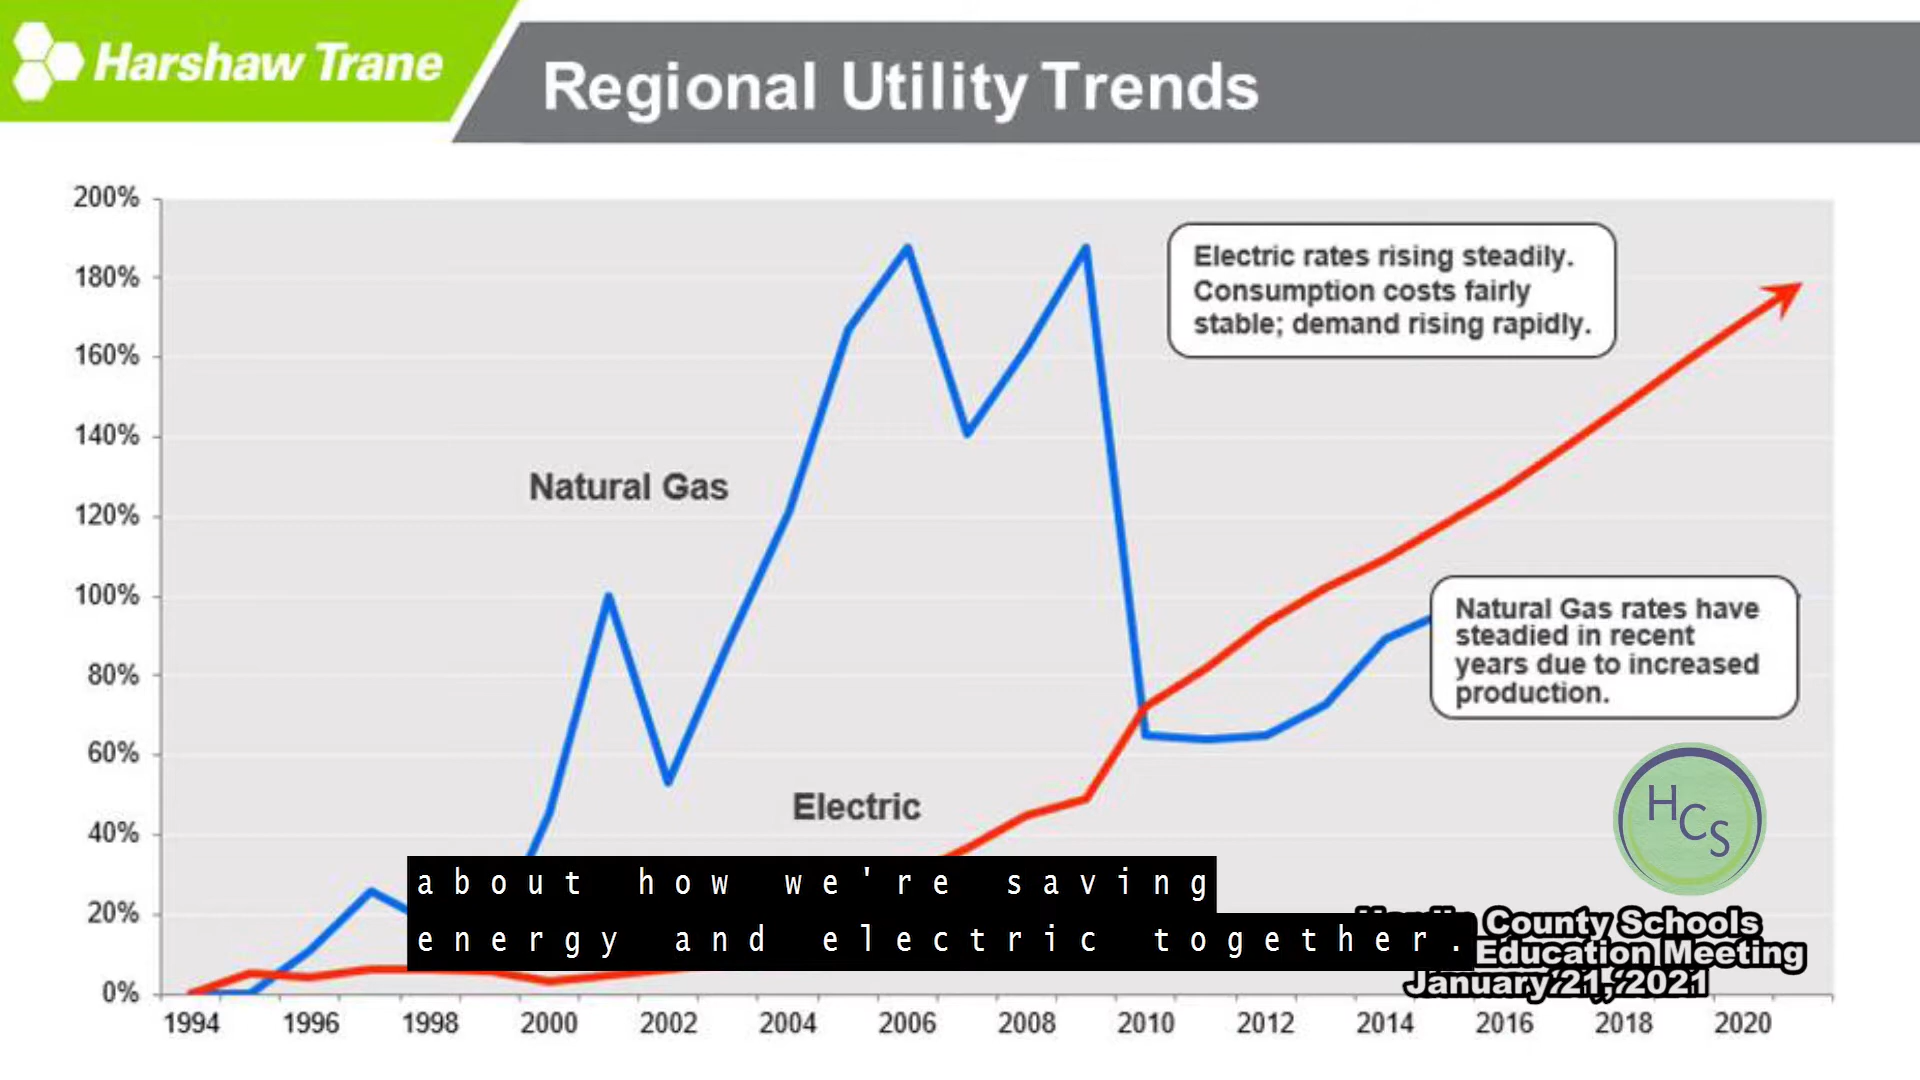 Harshaw Trane
Regional Utility Trends
200%
180%
160%
140%
120%
100%
80%
60%
40%
20%
0%
Electric rates rising steadily.
Consumption costs fairly
stable; demand rising rapidly.
Natural Gas
Natural Gas rates have
steadied in recent
years due to increased
production.
Electric
HCS
about how we're saving
energy and electric together.
County Schools
Education Meeting
January 21, 2021
1994 1996 1998 2000 2002 2004 2006 2008 2010 2012 2014 2016 2018 2020